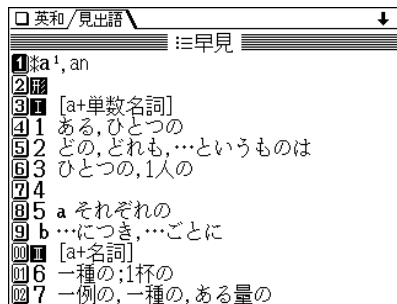 英和/見出語
早見
1 ※a¹, an
2 形
3 I [a+単数名詞]
4 1 ある,ひとつの
5 2 どの,どれも,…というものは
6 3 ひとつの,1人の
7 4
8 5 a それぞれの
9 b …につき,…ごとに
00 II [a+名詞]
01 6 一種の;1杯の
02 7 一例の,一種の,ある量の